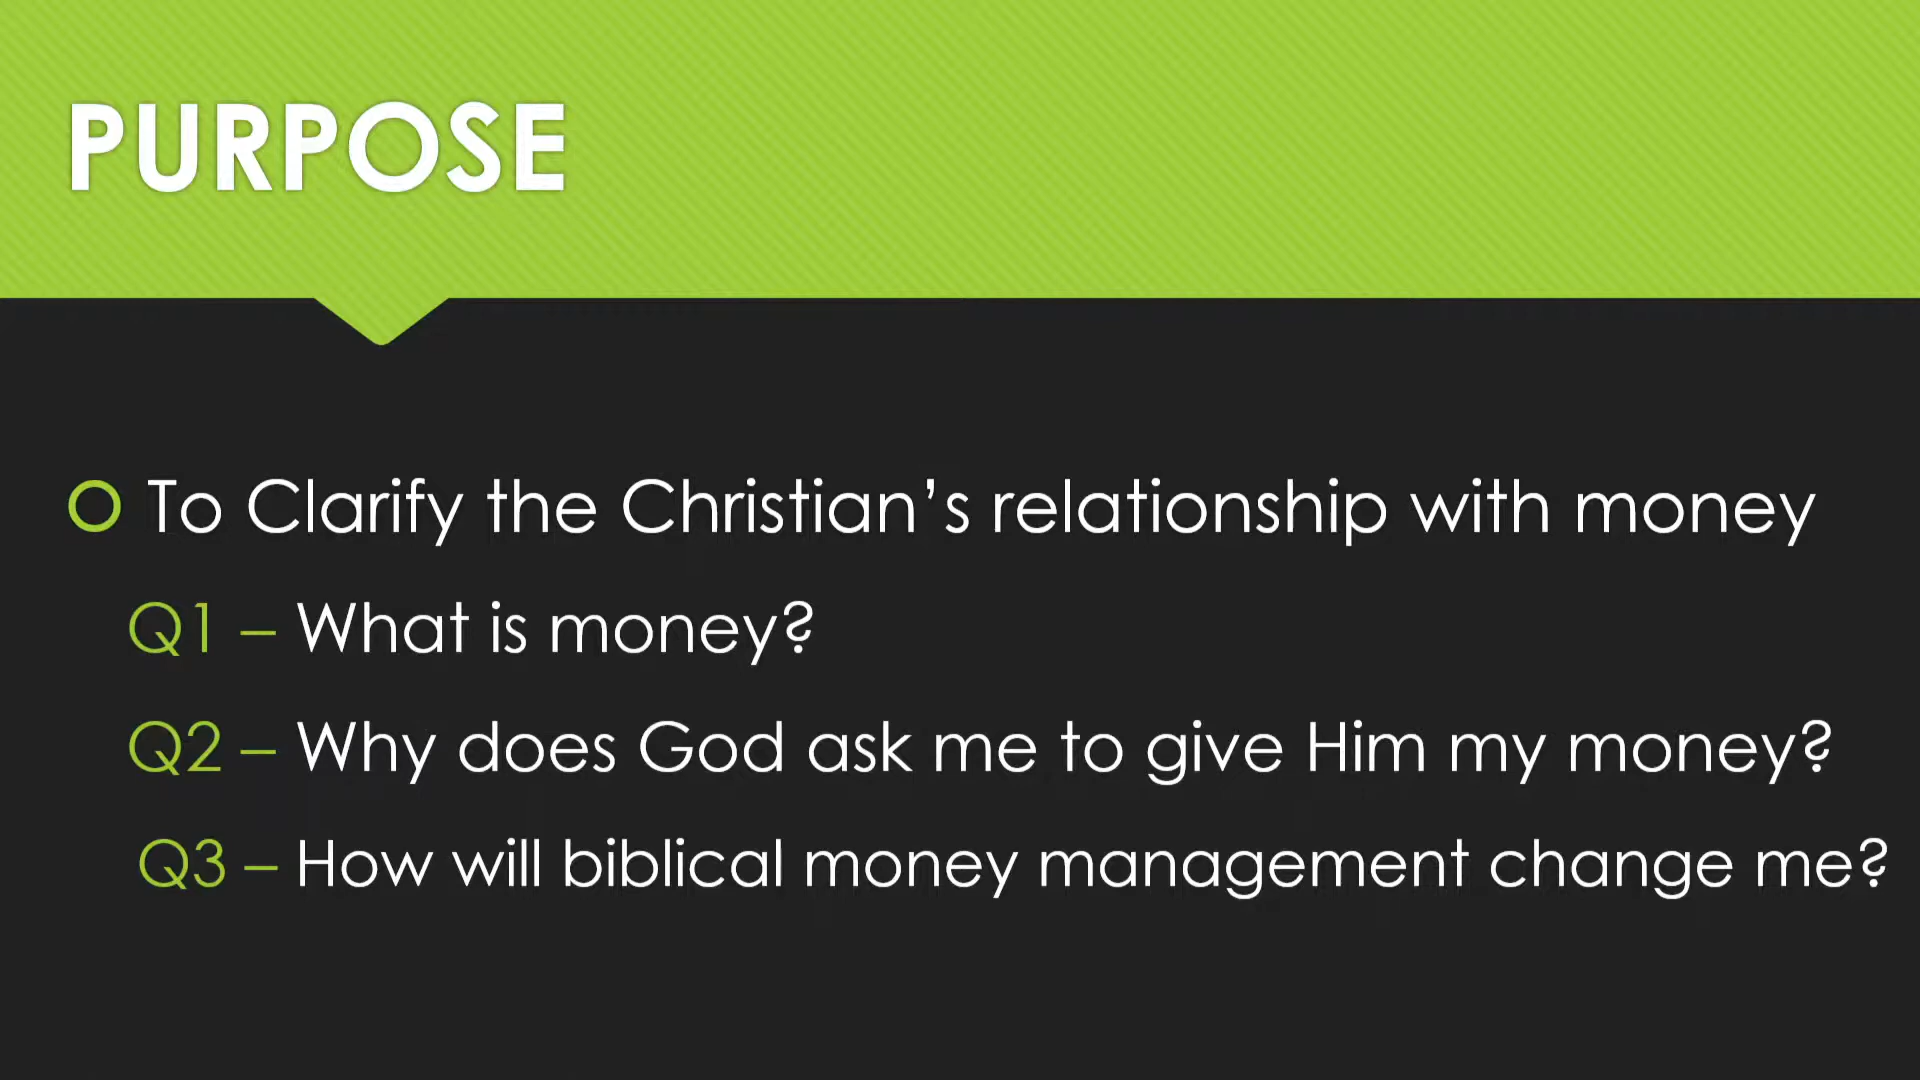 PURPOSE
To Clarify the Christian’s relationship with money
Q1 – What is money?
Q2 – Why does God ask me to give Him my money?
Q3 – How will biblical money management change me?